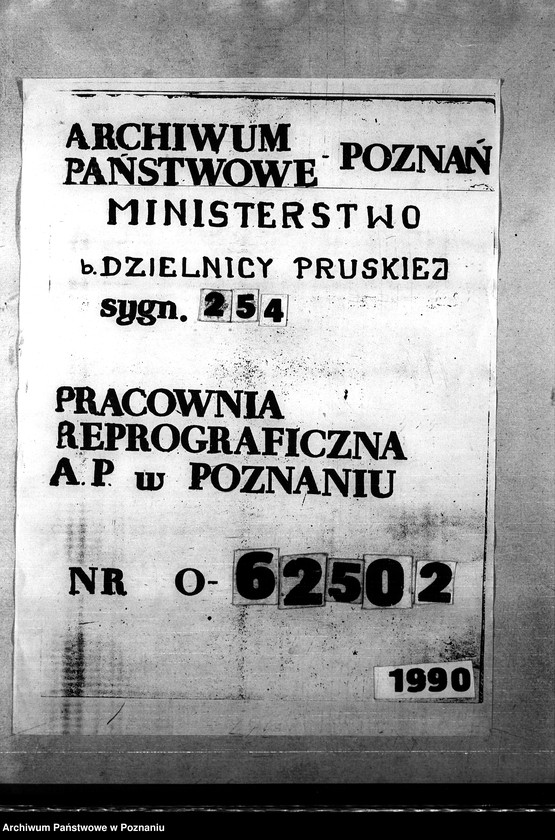 ARCHIWUM
PAŃSTWOWE - POZNAŃ
MINISTERSTWO
b. DZIELNICY PRUSKIEJ
sygn. 254
PRACOWNIA
REPROGRAFICZNA
A.P. w POZNANIU
NR O-62502
1990
Archiwum Państwowe w Poznaniu